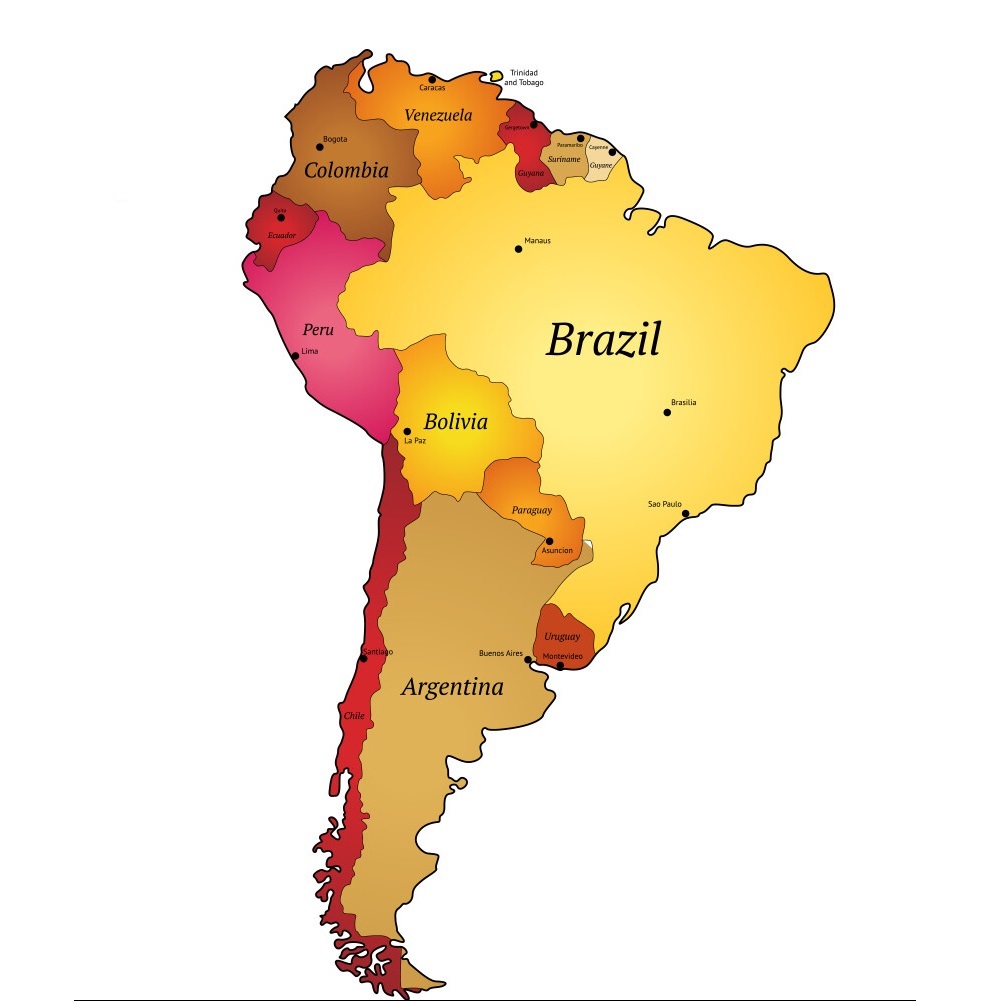 Trinidad
and Tobago
Caracas
Venezuela
Georgetown
Bogota
Paramaribo
Cayenne
Colombia
Suriname
Guyane
Guyana
Quito
Ecuador
Manaus
Peru
Brazil
Lima
Brasilia
Bolivia
La Paz
Sao Paulo
Paraguay
Asuncion
Uruguay
Santiago
Buenos Aires
Montevideo
Argentina
Chile